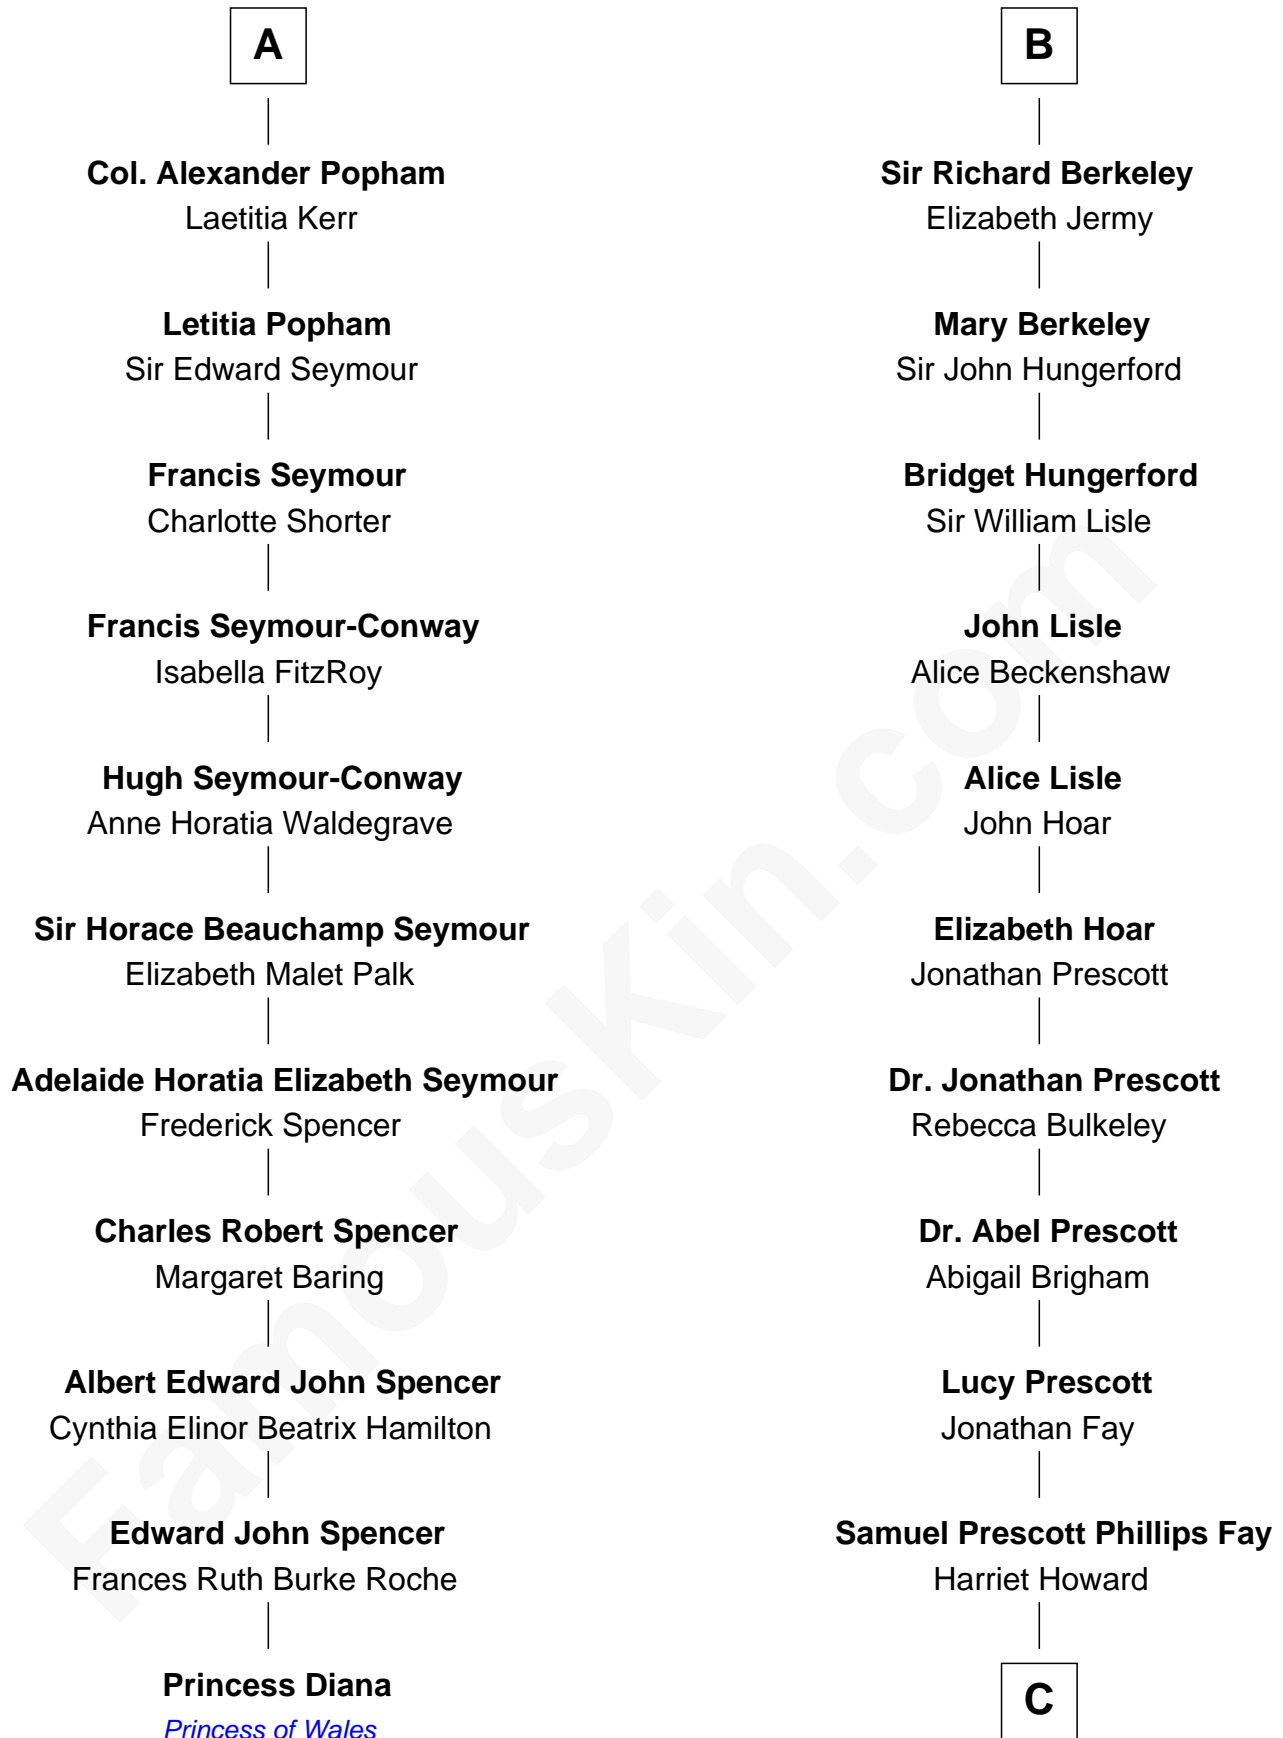 A
Col. Alexander Popham
Laetitia Kerr
Letitia Popham
Sir Edward Seymour
Francis Seymour
Charlotte Shorter
Francis Seymour-Conway
Isabella FitzRoy
Hugh Seymour-Conway
Anne Horatia Waldegrave
Sir Horace Beauchamp Seymour
Elizabeth Malet Palk
Adelaide Horatia Elizabeth Seymour
Frederick Spencer
Charles Robert Spencer
Margaret Baring
Albert Edward John Spencer
Cynthia Elinor Beatrix Hamilton
Edward John Spencer
Frances Ruth Burke Roche
Princess Diana
Princess of Wales
B
Sir Richard Berkeley
Elizabeth Jermy
Mary Berkeley
Sir John Hungerford
Bridget Hungerford
Sir William Lisle
John Lisle
Alice Beckenshaw
Alice Lisle
John Hoar
Elizabeth Hoar
Jonathan Prescott
Dr. Jonathan Prescott
Rebecca Bulkeley
Dr. Abel Prescott
Abigail Brigham
Lucy Prescott
Jonathan Fay
Samuel Prescott Phillips Fay
Harriet Howard
C
FamousKin.com